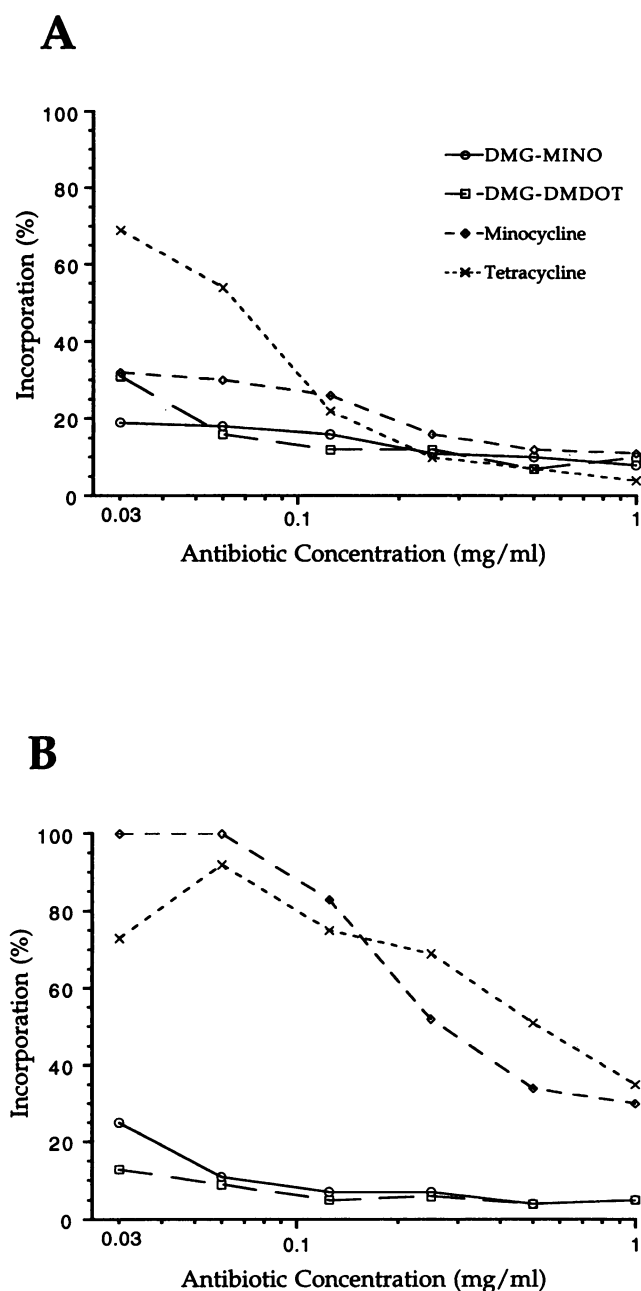 A
100
80
60
40
20
0
Incorporation (%)
DMG-MINO
DMG-DMDOT
Minocycline
Tetracycline
0.03
0.1
1
Antibiotic Concentration (mg/ml)
B
100
80
60
40
20
0
Incorporation (%)
0.03
0.1
1
Antibiotic Concentration (mg/ml)